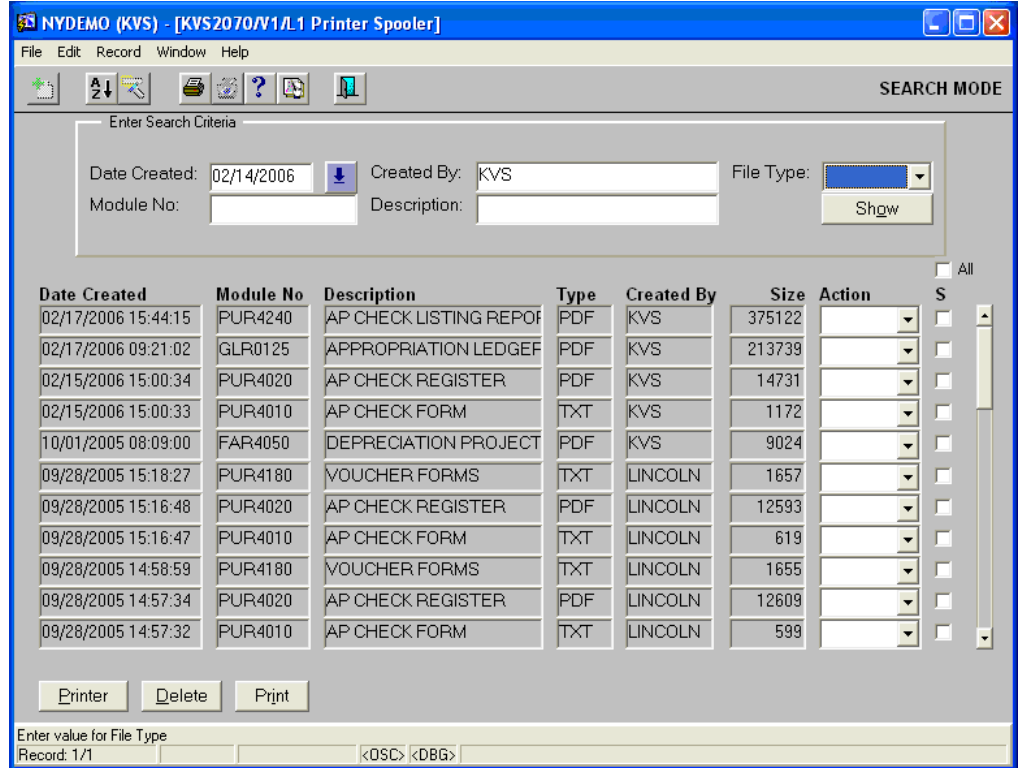 NYDEMO (KVS) - [KVS2070/V1/L1 Printer Spooler]
File Edit Record Window Help
SEARCH MODE
Enter Search Criteria
Date Created: 02/14/2006 Created By: KVS File Type:
Module No: Description: Show
All
Date Created Module No Description Type Created By Size Action S
02/17/2006 15:44:15 PUR4240 AP CHECK LISTING REPOR PDF KVS 375122
02/17/2006 09:21:02 GLR0125 APPROPRIATION LEDGER PDF KVS 213739
02/15/2006 15:00:34 PUR4020 AP CHECK REGISTER PDF KVS 14731
02/15/2006 15:00:33 PUR4010 AP CHECK FORM TXT KVS 1172
10/01/2005 08:09:00 FAR4050 DEPRECIATION PROJECT PDF KVS 9024
09/28/2005 15:18:27 PUR4180 VOUCHER FORMS TXT LINCOLN 1657
09/28/2005 15:16:48 PUR4020 AP CHECK REGISTER PDF LINCOLN 12593
09/28/2005 15:16:47 PUR4010 AP CHECK FORM TXT LINCOLN 619
09/28/2005 14:58:59 PUR4180 VOUCHER FORMS TXT LINCOLN 1655
09/28/2005 14:57:34 PUR4020 AP CHECK REGISTER PDF LINCOLN 12609
09/28/2005 14:57:32 PUR4010 AP CHECK FORM TXT LINCOLN 599
Printer Delete Print
Enter value for File Type
Record: 1/1 <OSC> <DBG>